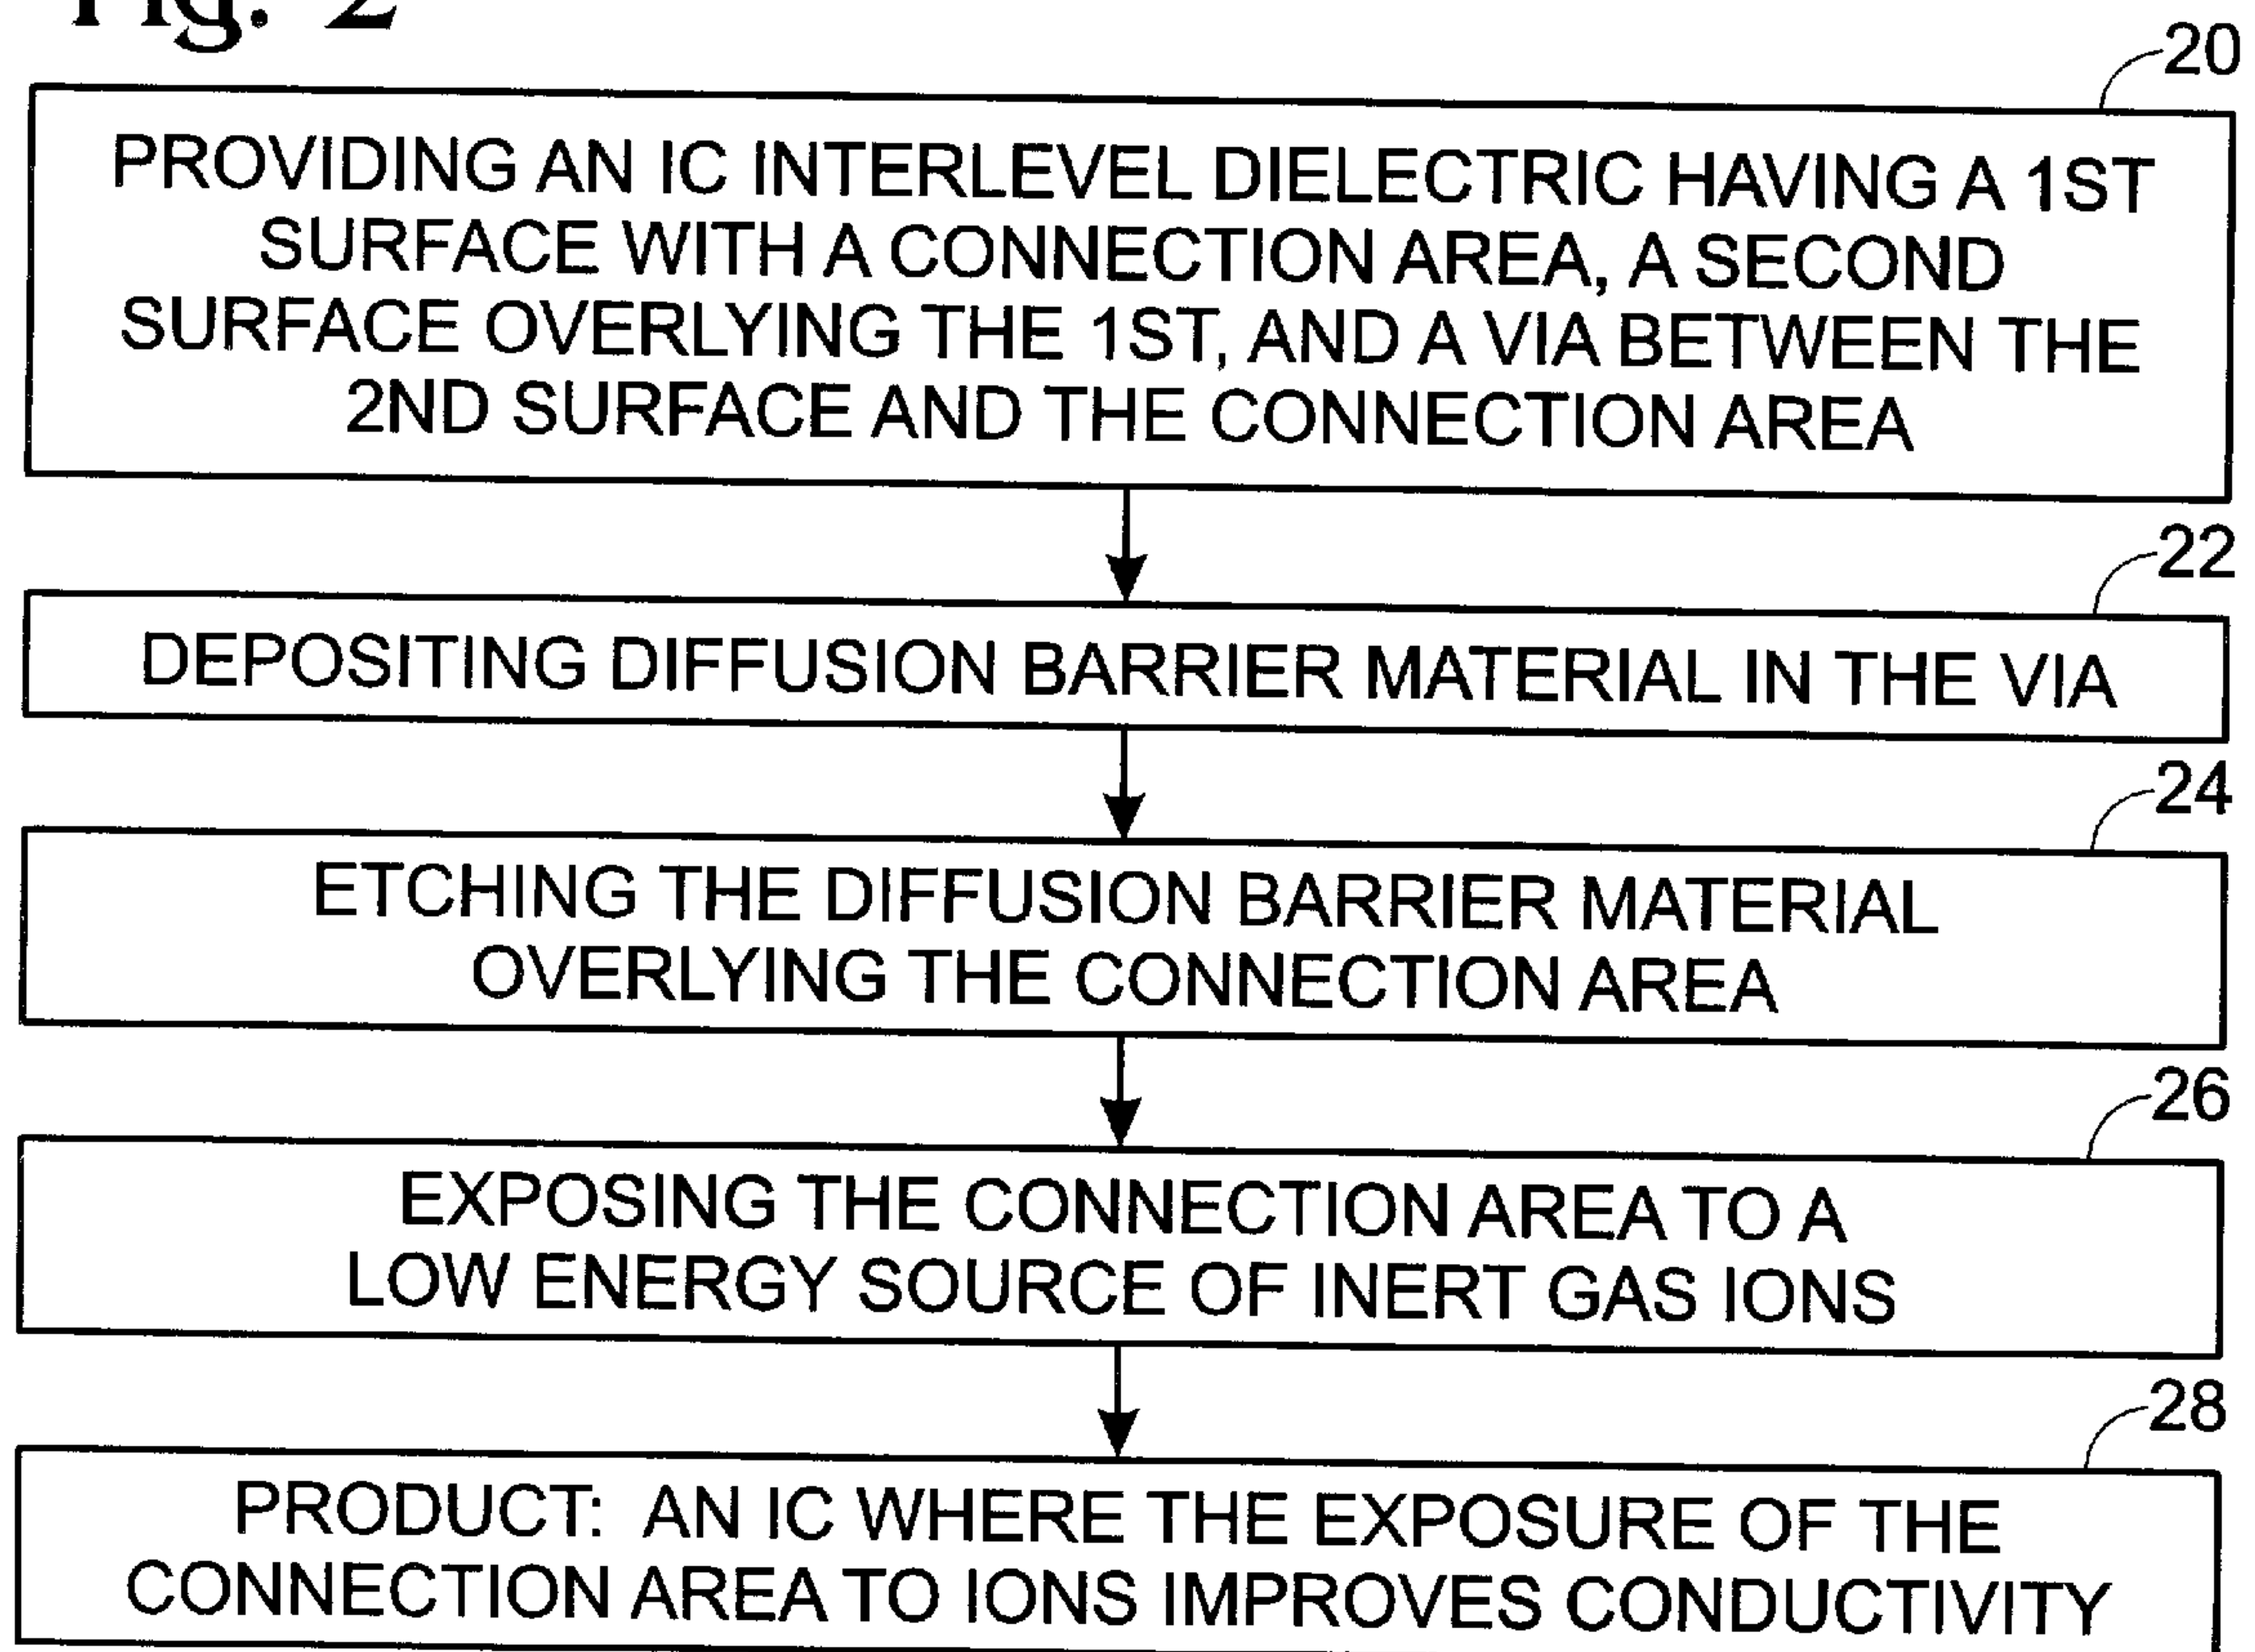 Fig. 2
20
PROVIDING AN IC INTERLEVEL DIELECTRIC HAVING A 1ST
SURFACE WITH A CONNECTION AREA, A SECOND
SURFACE OVERLYING THE 1ST, AND A VIA BETWEEN THE
2ND SURFACE AND THE CONNECTION AREA
22
DEPOSITING DIFFUSION BARRIER MATERIAL IN THE VIA
24
ETCHING THE DIFFUSION BARRIER MATERIAL
OVERLYING THE CONNECTION AREA
26
EXPOSING THE CONNECTION AREA TO A
LOW ENERGY SOURCE OF INERT GAS IONS
28
PRODUCT: AN IC WHERE THE EXPOSURE OF THE
CONNECTION AREA TO IONS IMPROVES CONDUCTIVITY